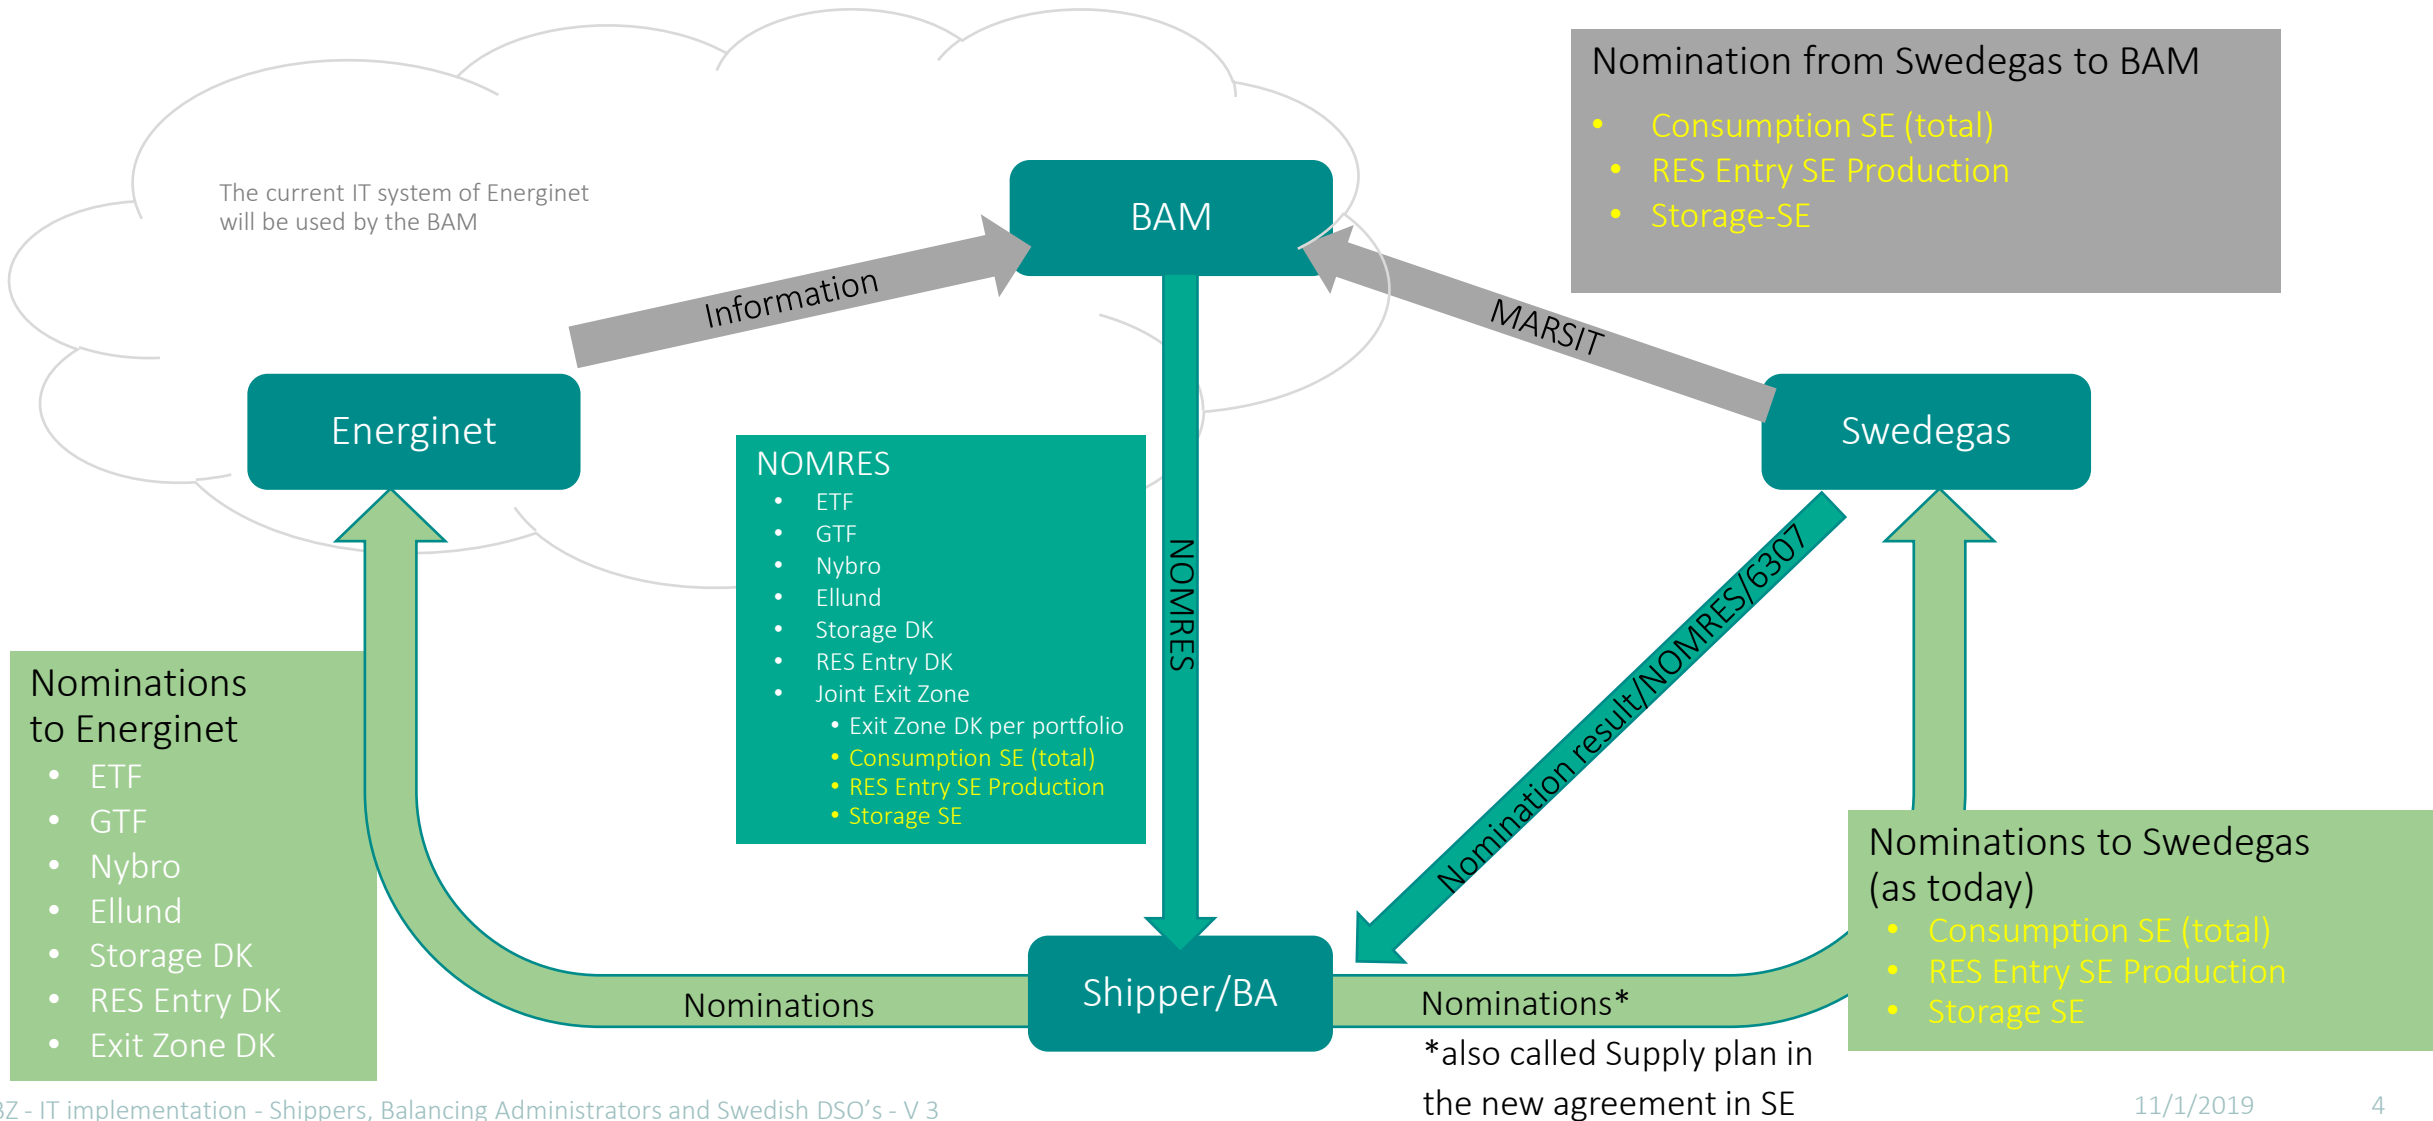 Nomination from Swedegas to BAM
• Consumption SE (total)
• RES Entry SE Production
• Storage-SE
The current IT system of Energinet
will be used by the BAM
BAM
Information
MARSIT
Energinet
Swedegas
NOMRES
• ETF
• GTF
• Nybro
• Ellund
• Storage DK
• RES Entry DK
• Joint Exit Zone
• Exit Zone DK per portfolio
• Consumption SE (total)
• RES Entry SE Production
• Storage SE
NOMRES
Nomination result/NOMRES/6307
Nominations
to Energinet
• ETF
• GTF
• Nybro
• Ellund
• Storage DK
• RES Entry DK
• Exit Zone DK
Nominations to Swedegas
(as today)
• Consumption SE (total)
• RES Entry SE Production
• Storage SE
Nominations
Shipper/BA
Nominations*
*also called Supply plan in
the new agreement in SE
BZ - IT implementation - Shippers, Balancing Administrators and Swedish DSO’s - V 3
11/1/2019
4